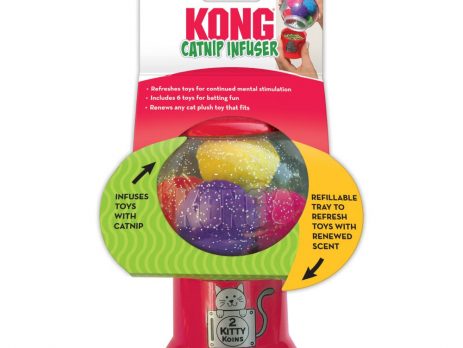 KONG
CATNIP INFUSER
• Refreshes toys for continued mental stimulation
• Includes 6 toys for batting fun
• Renews any cat plush toy that fits
INFUSES
TOYS
WITH
CATNIP
REFILLABLE
TRAY TO
REFRESH
TOYS WITH
RENEWED
SCENT
2
KITTY
KOINS